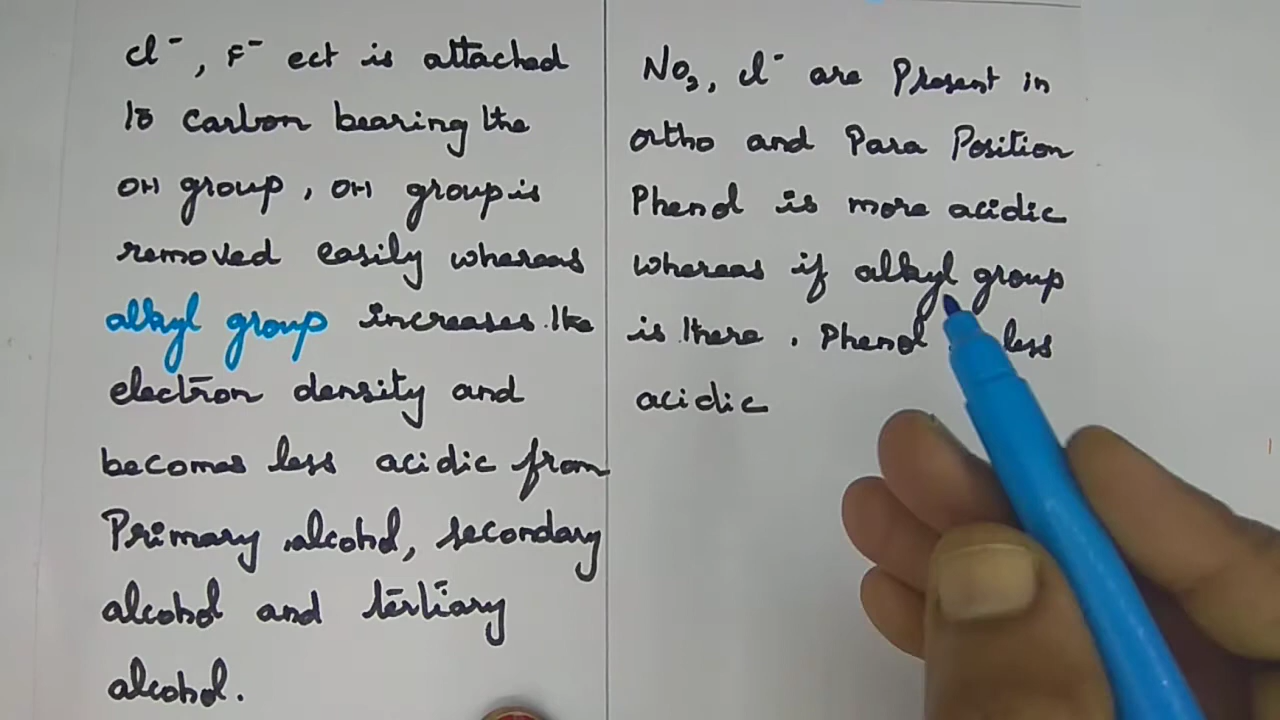 Cl⁻, F⁻ ect is attached
to carbon bearing the
OH group, OH group is
removed easily whereas
alkyl group increases the
electron density and
becomes less acidic from
Primary alcohol, secondary
alcohol and tertiary
alcohol.
NO₂, Cl⁻ are Present in
ortho and Para Position
Phenol is more acidic
whereas if alkyl group
is there, Phenol less
acidic